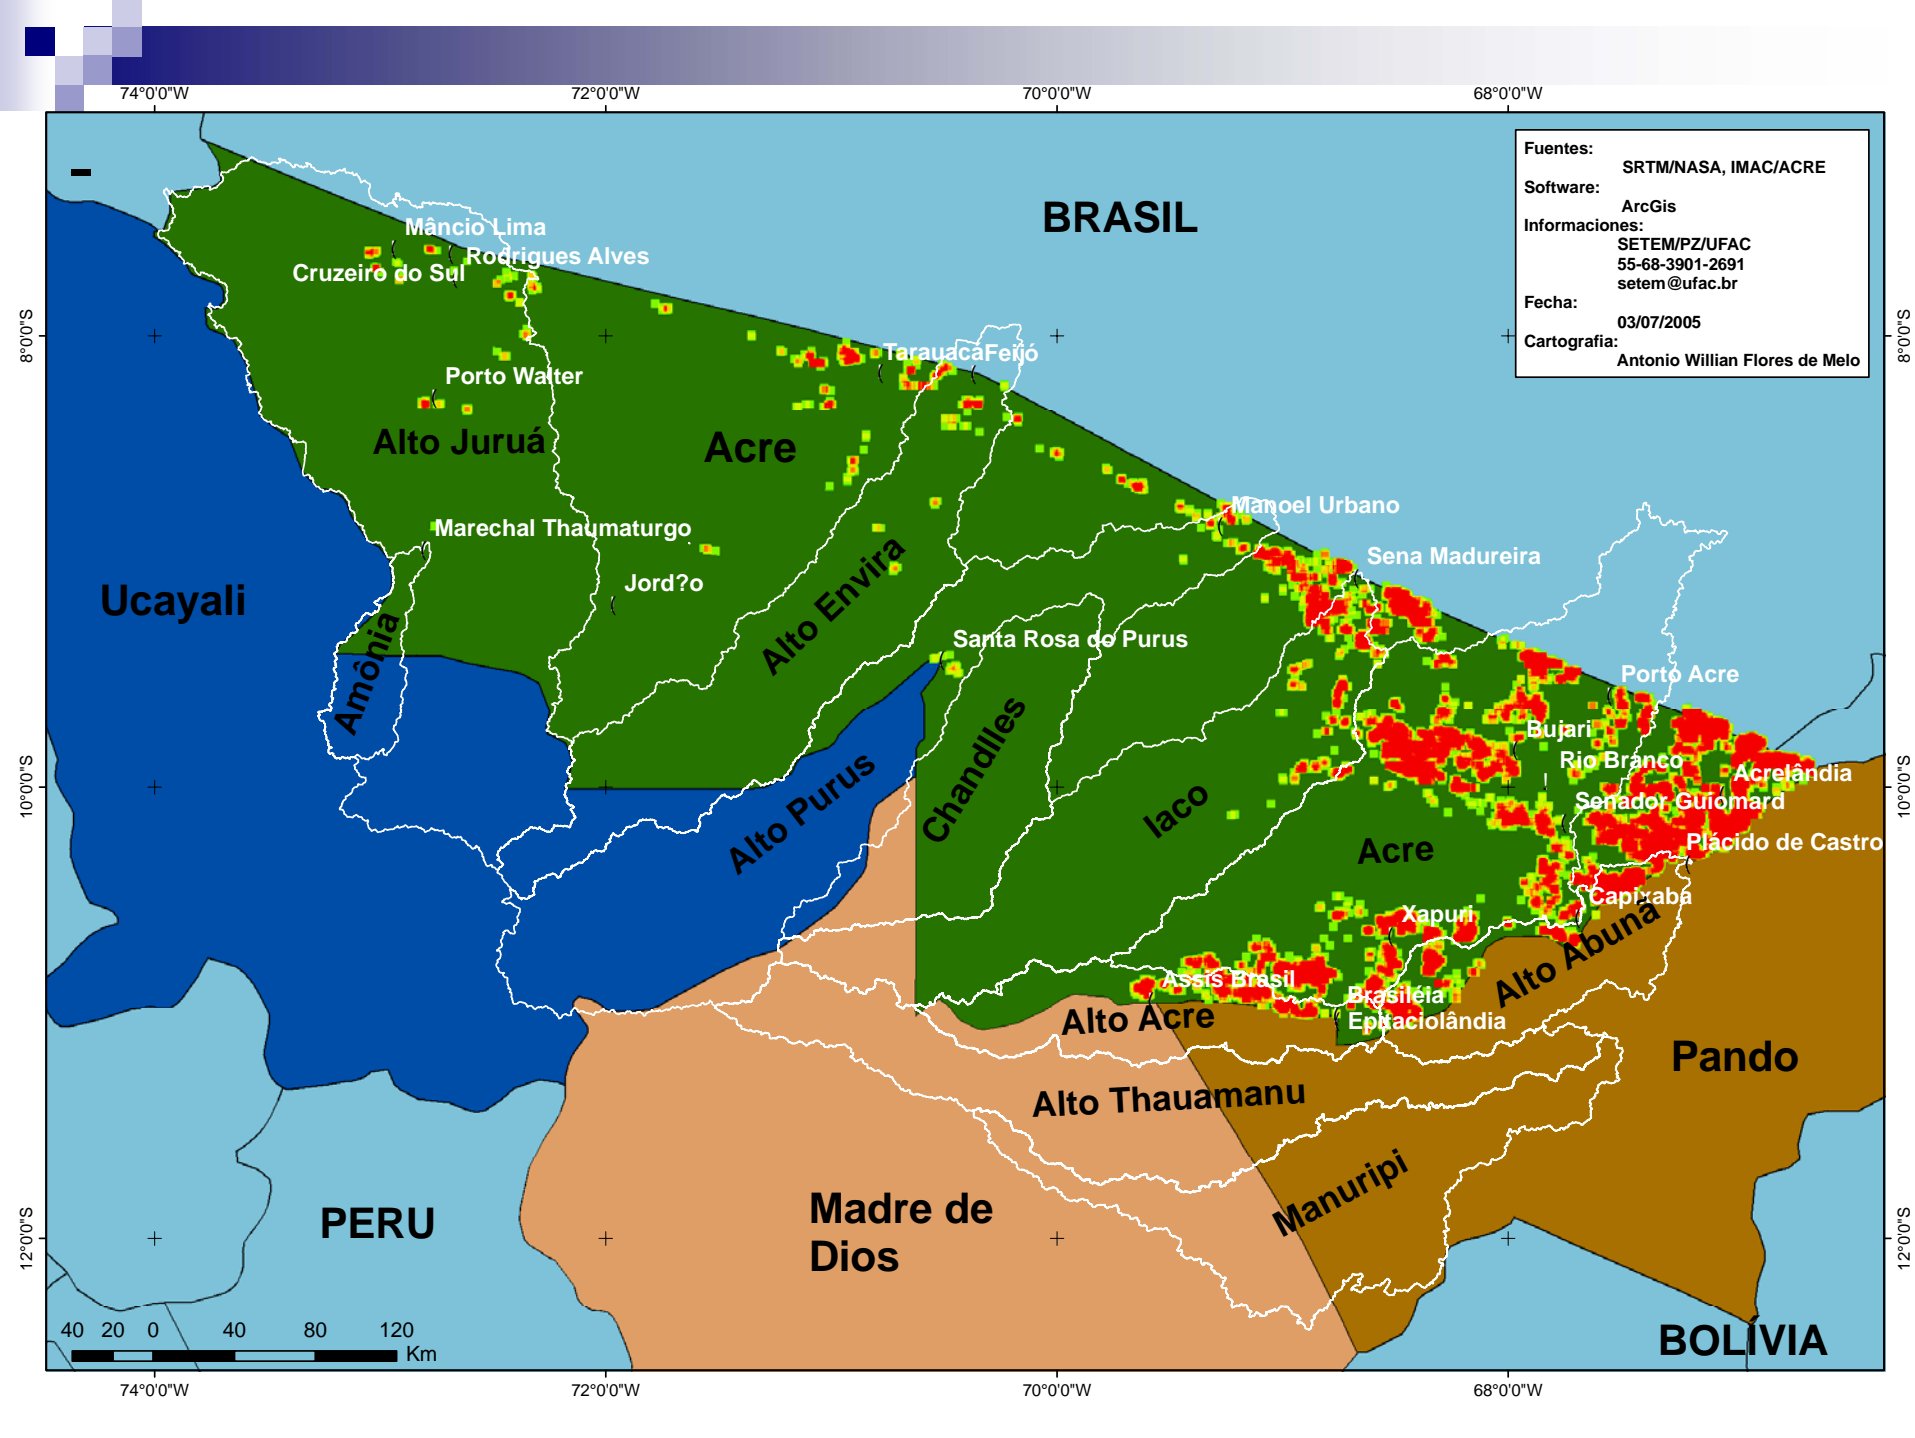 74°0'0"W
72°0'0"W
70°0'0"W
68°0'0"W
Fuentes:
SRTM/NASA, IMAC/ACRE
Software:
ArcGis
Informaciones:
SETEM/PZ/UFAC
55-68-3901-2691
setem@ufac.br
Fecha:
03/07/2005
Cartografia:
Antonio Willian Flores de Melo
BRASIL
Mâncio Lima
Rodrigues Alves
Cruzeiro do Sul
8°0'0"S
8°0'0"S
Tarauacá
Feijó
Porto Walter
Alto Juruá
Acre
Manoel Urbano
Marechal Thaumaturgo
Sena Madureira
Jord?o
Ucayali
Alto Envira
Santa Rosa do Purus
Amônia
Porto Acre
Bujari
Rio Branco
Acrelândia
10°0'0"S
10°0'0"S
Chandlles
Alto Purus
Iaco
Senador Guiomard
Acre
Plácido de Castro
Capixaba
Xapuri
Alto Abunã
Assis Brasil
Brasiléia
Alto Acre
Epitaciolândia
Pando
Alto Thauamanu
Manuripi
Madre de
Dios
PERU
12°0'0"S
12°0'0"S
40 20 0 40 80 120
Km
BOLÍVIA
74°0'0"W
72°0'0"W
70°0'0"W
68°0'0"W